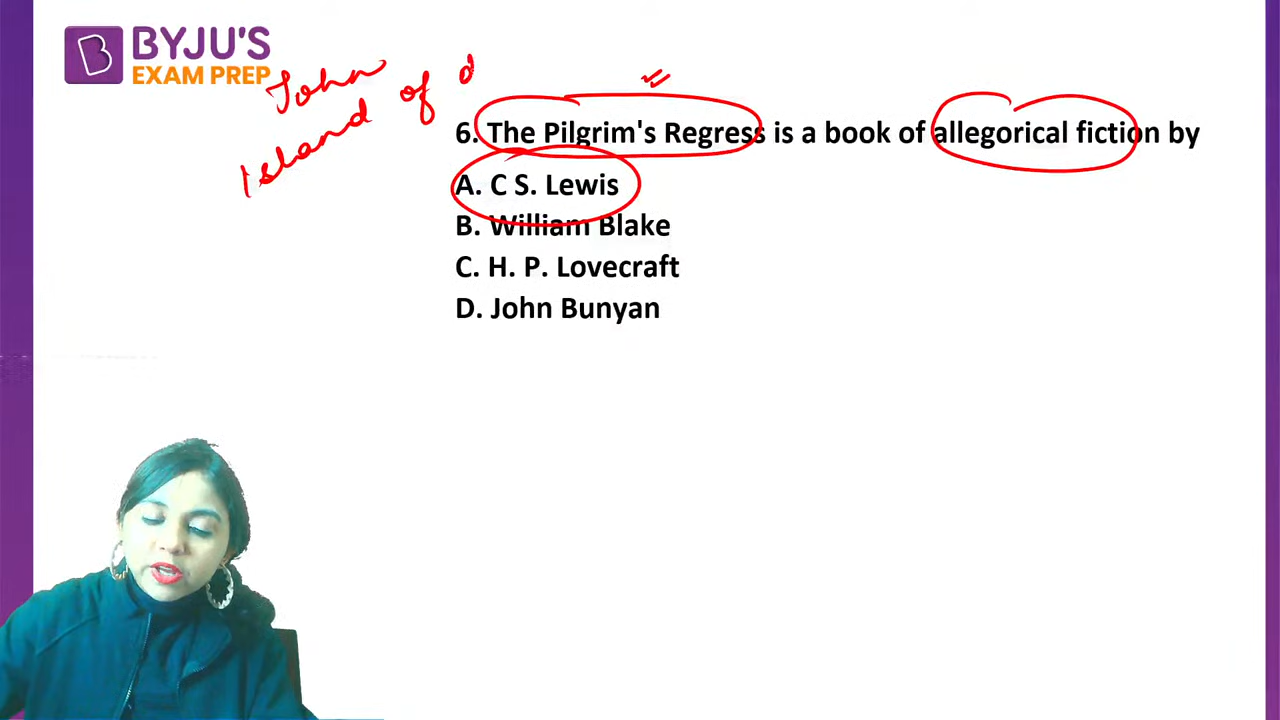 BYJU'S
EXAM PREP
John
Island of d
6. The Pilgrim's Regress is a book of allegorical fiction by
A. C S. Lewis
B. William Blake
C. H. P. Lovecraft
D. John Bunyan